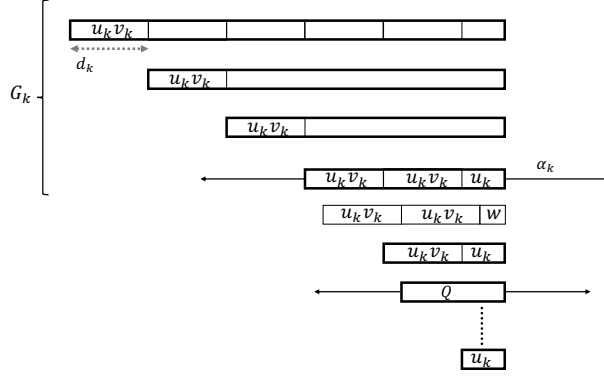 u_k v_k
d_k
u_k v_k
G_k
u_k v_k
α_k
u_k v_k u_k v_k u_k
u_k v_k u_k v_k w
u_k v_k u_k
Q
u_k